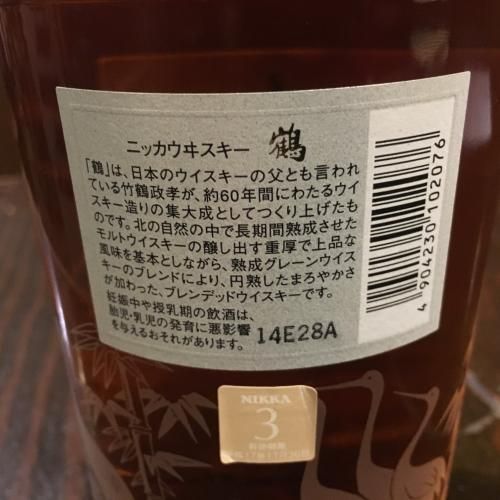 ニッカウヰスキー 鶴
「鶴」は、日本のウイスキーの父とも言われ
ている竹鶴政孝が、約60年間にわたるウイ
スキー造りの集大成としてつくり上げたも
のです。北の自然の中で長期間熟成させた
モルトウイスキーの醸し出す重厚で上品な
風味を基本としながら、熟成グレーンウイス
キーのブレンドにより、円熟したまろやかさ
が加わった、ブレンデッドウイスキーです。
妊娠中や授乳期の飲酒は、
胎児・乳児の発育に悪影響
を与えるおそれがあります。
14E28A
4 904230 102076
NIKKA
3